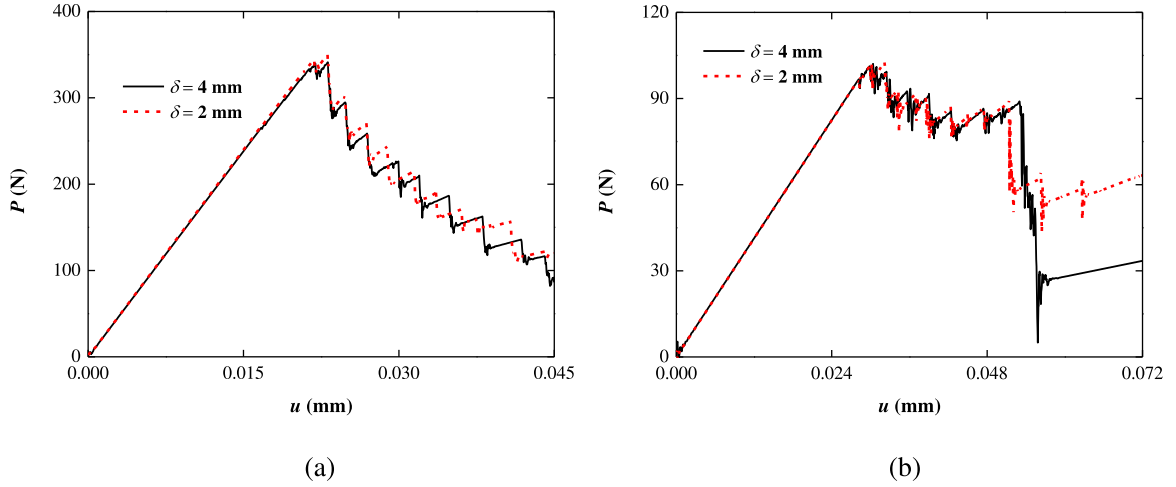 400
300
200
100
0
P (N)
δ = 4 mm
δ = 2 mm
0.000 0.015 0.030 0.045
u (mm)
(a)
120
90
60
30
0
P (N)
δ = 4 mm
δ = 2 mm
0.000 0.024 0.048 0.072
u (mm)
(b)